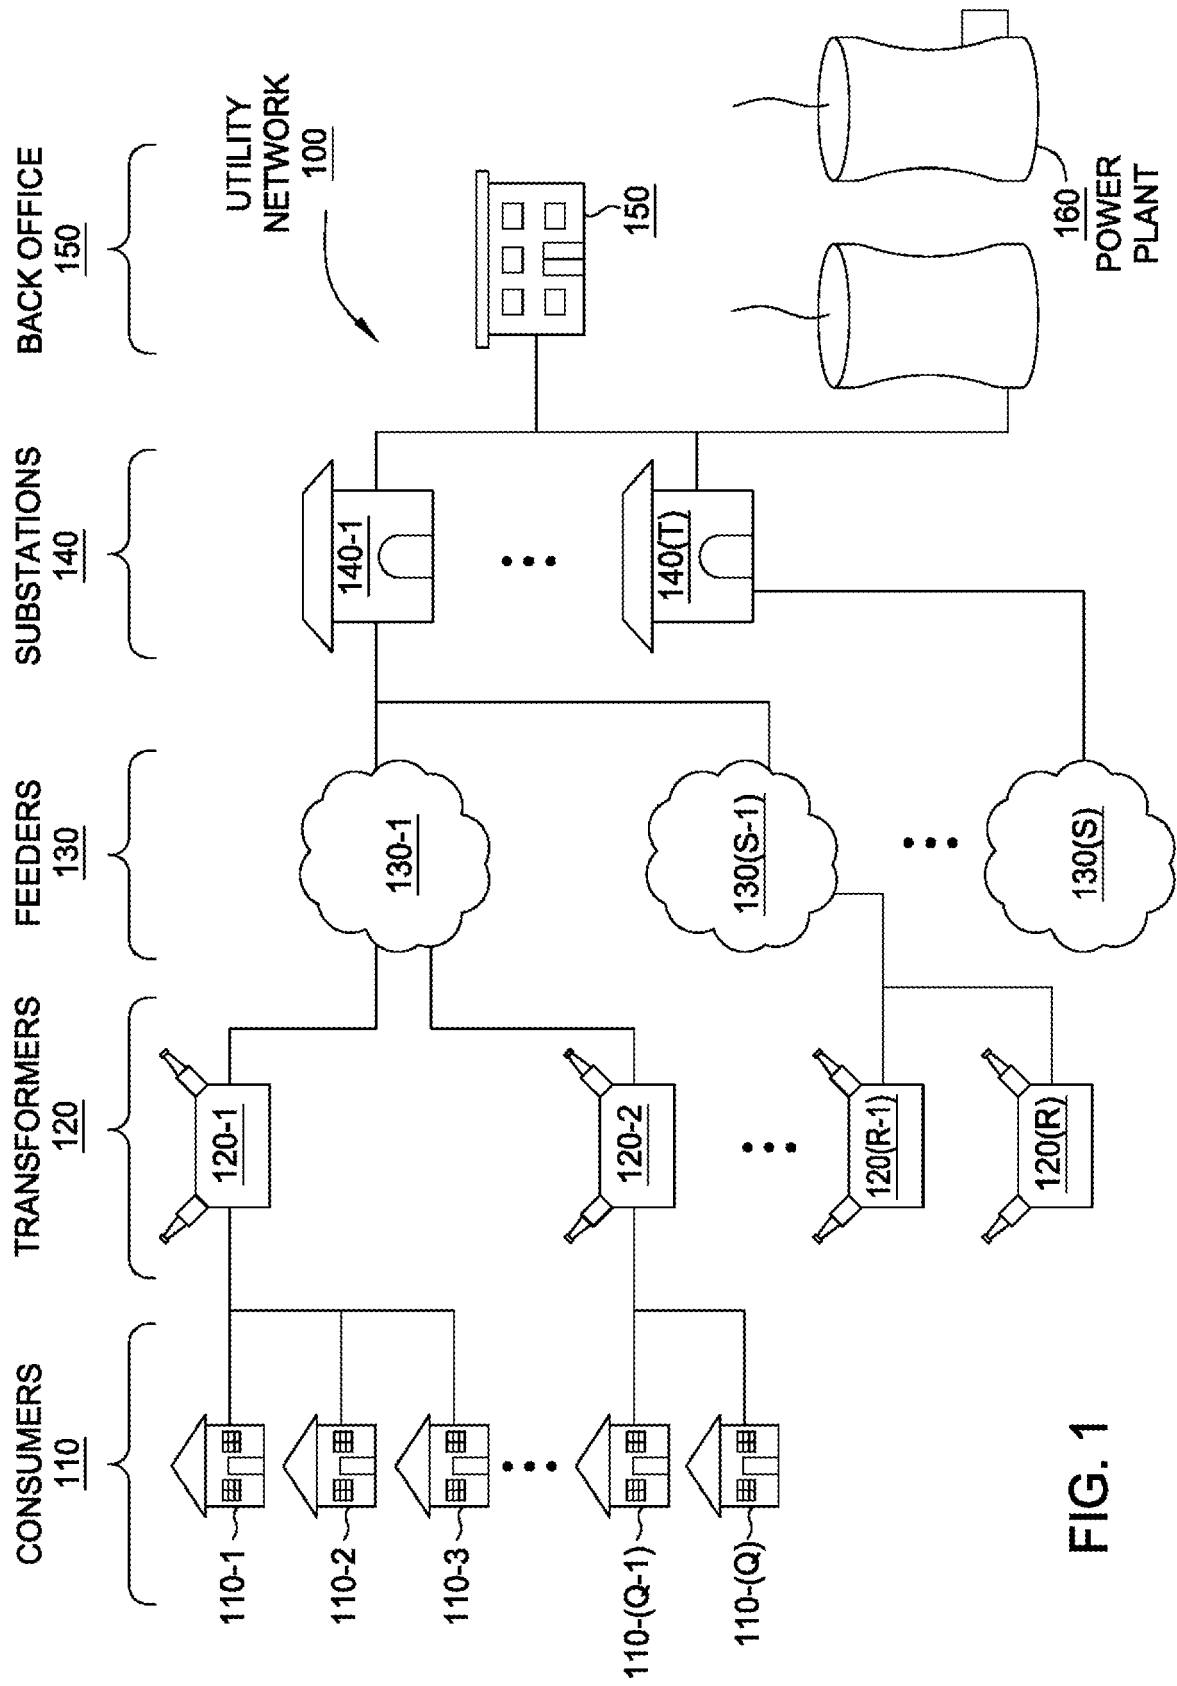 CONSUMERS
110
TRANSFORMERS
120
FEEDERS
130
SUBSTATIONS
140
BACK OFFICE
150
UTILITY
NETWORK
100
110-1
110-2
110-3
110-(Q-1)
110-(Q)
120-1
120-2
120(R-1)
120(R)
130-1
130(S-1)
130(S)
140-1
140(T)
150
160
POWER
PLANT
FIG. 1